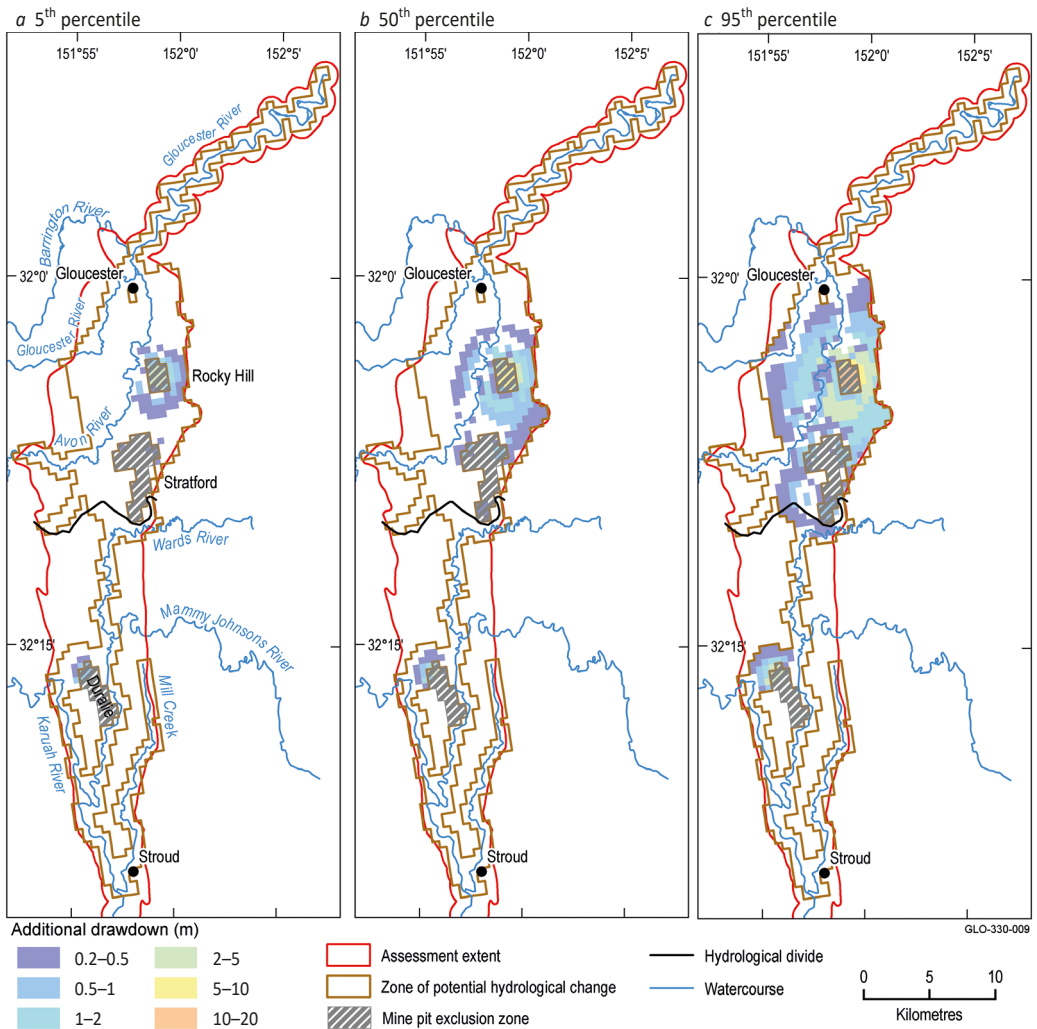 a 5th percentile
151°55' 152°0' 152°5'
Gloucester River
Barrington River
Gloucester
32°0'
Gloucester River
Rocky Hill
Avon River
Stratford
Wards River
Mammy Johnsons River
32°15'
Duralie
Mill Creek
Karuah River
Stroud
b 50th percentile
151°55' 152°0' 152°5'
Gloucester
32°0'
32°15'
Stroud
c 95th percentile
151°55' 152°0' 152°5'
Gloucester
32°0'
32°15'
Stroud
GLO-330-009
Additional drawdown (m)
0.2–0.5
0.5–1
1–2
2–5
5–10
10–20
Assessment extent
Zone of potential hydrological change
Mine pit exclusion zone
Hydrological divide
Watercourse
0 5 10
Kilometres